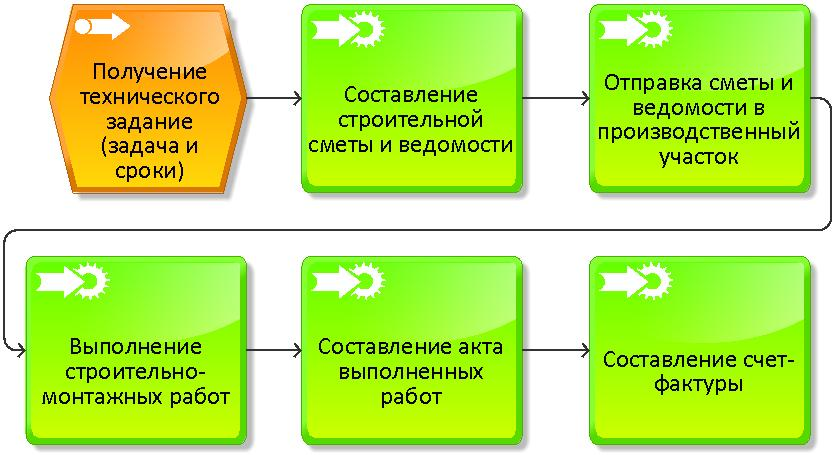 Получение
технического
задание
(задача и
сроки)
Составление
строительной
сметы и ведомости
Отправка сметы и
ведомости в
производственный
участок
Выполнение
строительно-
монтажных работ
Составление акта
выполненных
работ
Составление счет-
фактуры